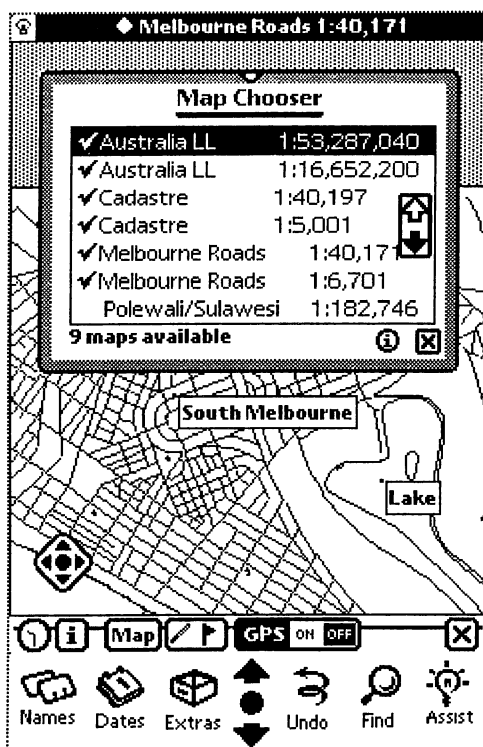 ◆ Melbourne Roads 1:40,171
Map Chooser
✔Australia LL 1:53,287,040
✔Australia LL 1:16,652,200
✔Cadastre 1:40,197
✔Cadastre 1:5,001
✔Melbourne Roads 1:40,171
✔Melbourne Roads 1:6,701
Polewali/Sulawesi 1:182,746
9 maps available
South Melbourne
Lake
i Map GPS ON OFF
Names Dates Extras Undo Find Assist